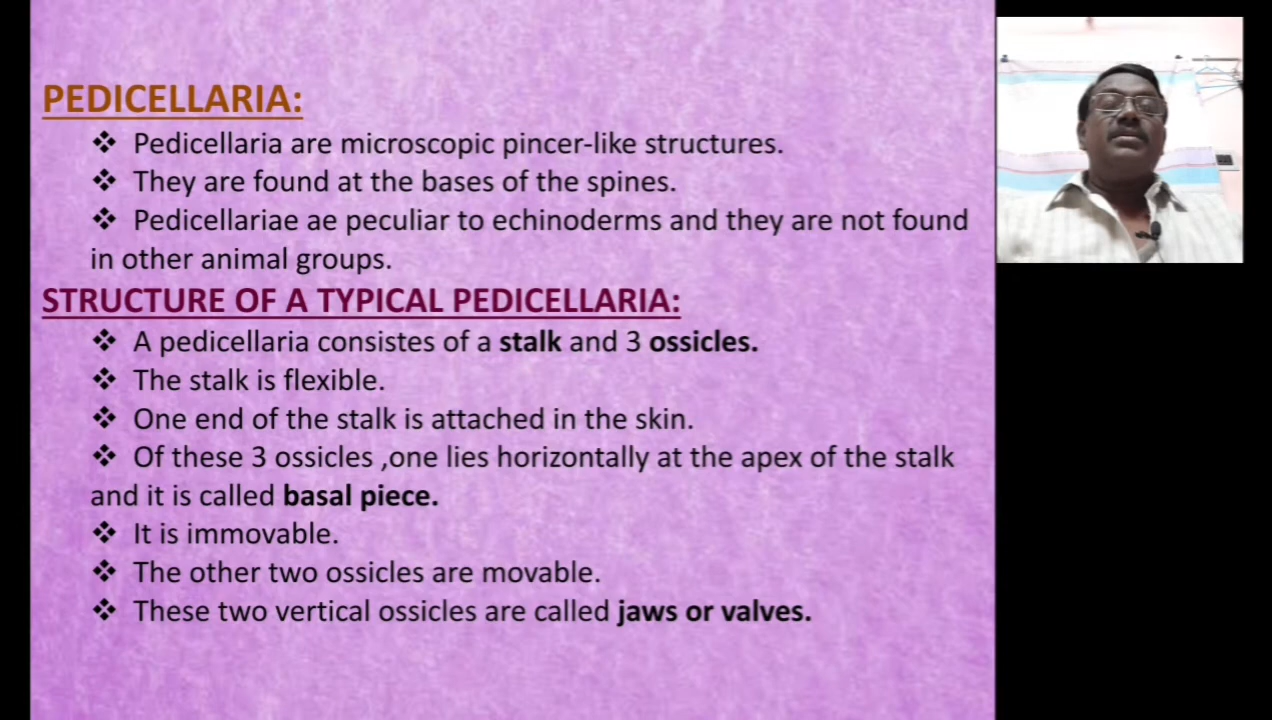 PEDICELLARIA:
❖ Pedicellaria are microscopic pincer-like structures.
❖ They are found at the bases of the spines.
❖ Pedicellariae ae peculiar to echinoderms and they are not found
in other animal groups.
STRUCTURE OF A TYPICAL PEDICELLARIA:
❖ A pedicellaria consistes of a stalk and 3 ossicles.
❖ The stalk is flexible.
❖ One end of the stalk is attached in the skin.
❖ Of these 3 ossicles ,one lies horizontally at the apex of the stalk
and it is called basal piece.
❖ It is immovable.
❖ The other two ossicles are movable.
❖ These two vertical ossicles are called jaws or valves.